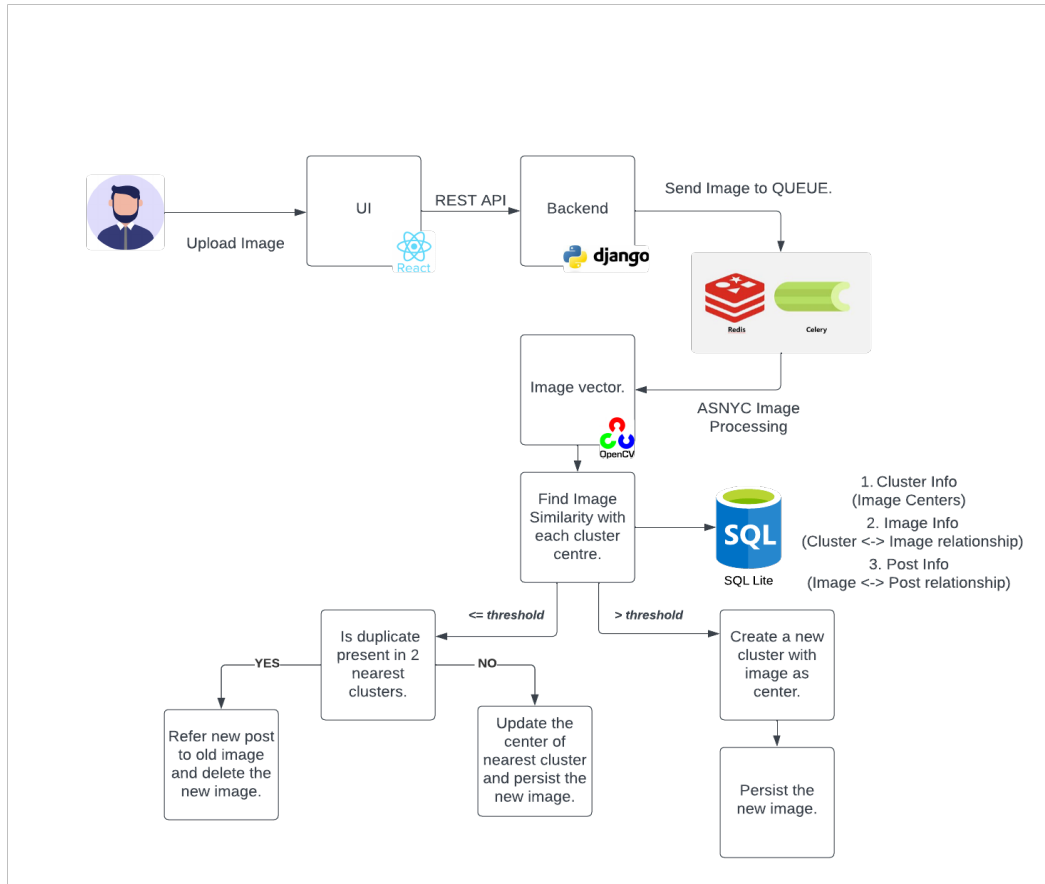 UI
React
REST API
Upload Image
Backend
django
Send Image to QUEUE.
Redis
Celery
ASNYC Image
Processing
Image vector.
OpenCV
Find Image
Similarity with
each cluster
centre.
SQL
SQL Lite
1. Cluster Info
(Image Centers)
2. Image Info
(Cluster <-> Image relationship)
3. Post Info
(Image <-> Post relationship)
<= threshold
> threshold
Is duplicate
present in 2
nearest
clusters.
YES
NO
Refer new post
to old image
and delete the
new image.
Update the
center of
nearest cluster
and persist the
new image.
Create a new
cluster with
image as
center.
Persist the
new image.